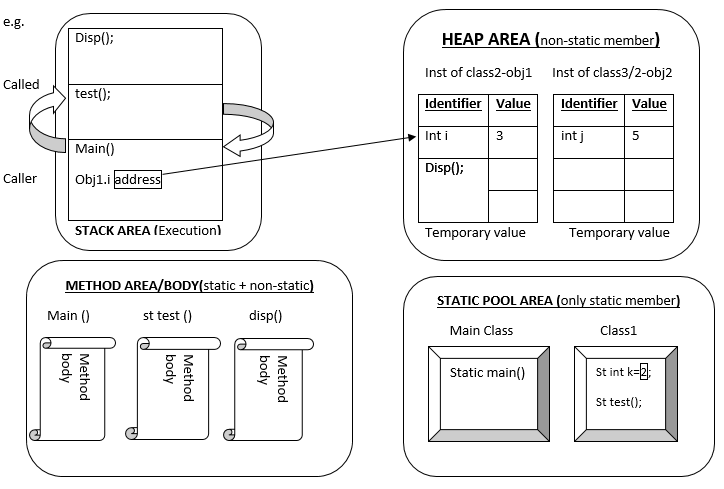 e.g.
Disp();
Called
test();
Main()
Caller
Obj1.i address
STACK AREA (Execution)
HEAP AREA (non-static member)
Inst of class2-obj1
Inst of class3/2-obj2
Identifier Value
Int i 3
Disp();
Temporary value
Identifier Value
int j 5
Temporary value
METHOD AREA/BODY(static + non-static)
Main ()
st test ()
disp()
Method
body
Method
body
Method
body
STATIC POOL AREA (only static member)
Main Class
Class1
Static main()
St int k=2;
St test();